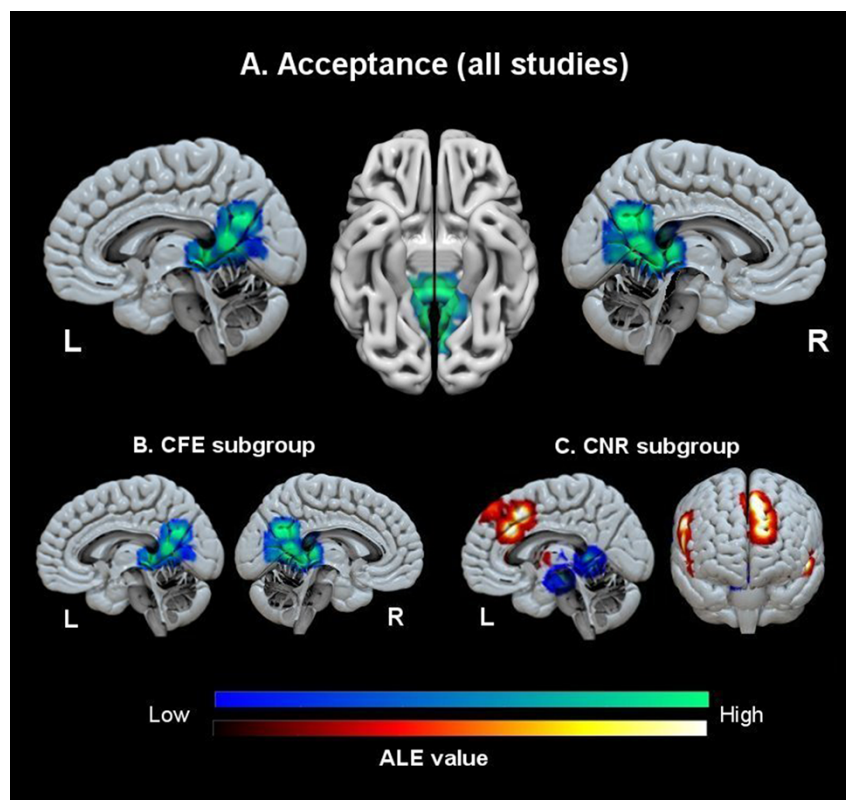 A. Acceptance (all studies)
L
R
B. CFE subgroup
C. CNR subgroup
L
R
L
Low
High
ALE value